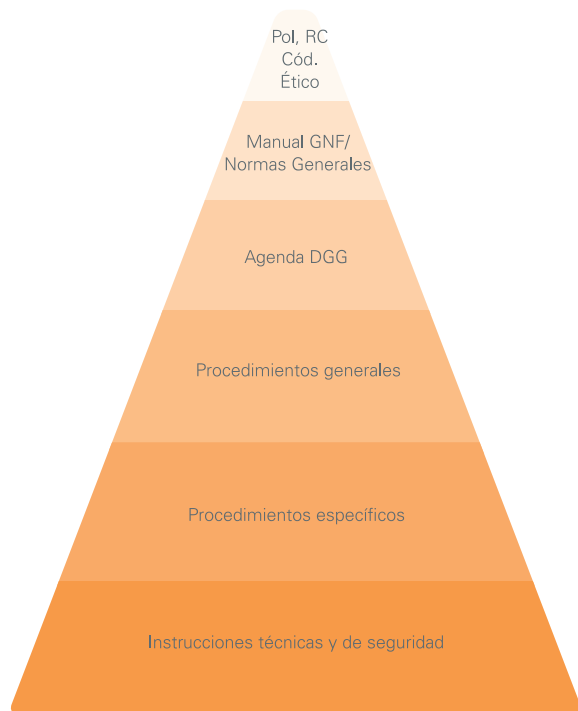 Pol, RC
Cód.
Ético
Manual GNF/
Normas Generales
Agenda DGG
Procedimientos generales
Procedimientos específicos
Instrucciones técnicas y de seguridad